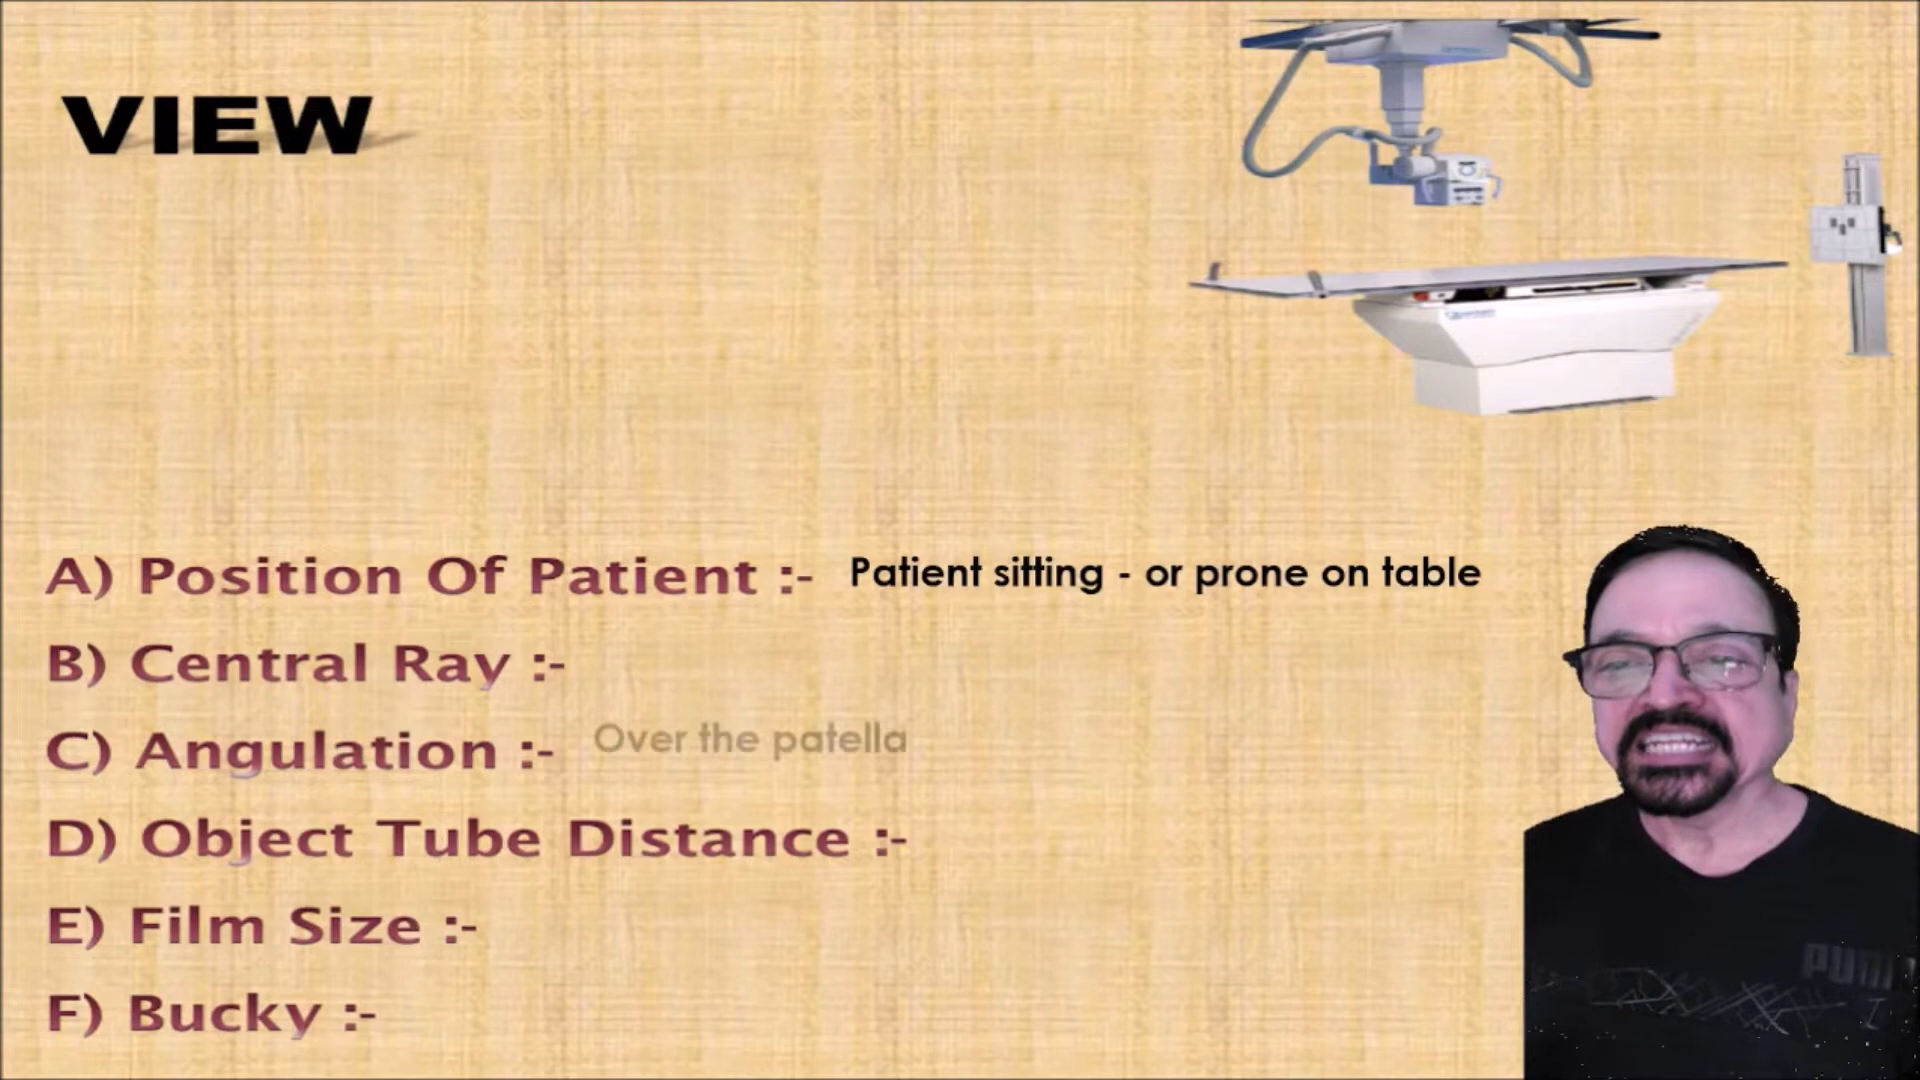 VIEW
A) Position Of Patient :- Patient sitting - or prone on table
B) Central Ray :-
C) Angulation :- Over the patella
D) Object Tube Distance :-
E) Film Size :-
F) Bucky :-